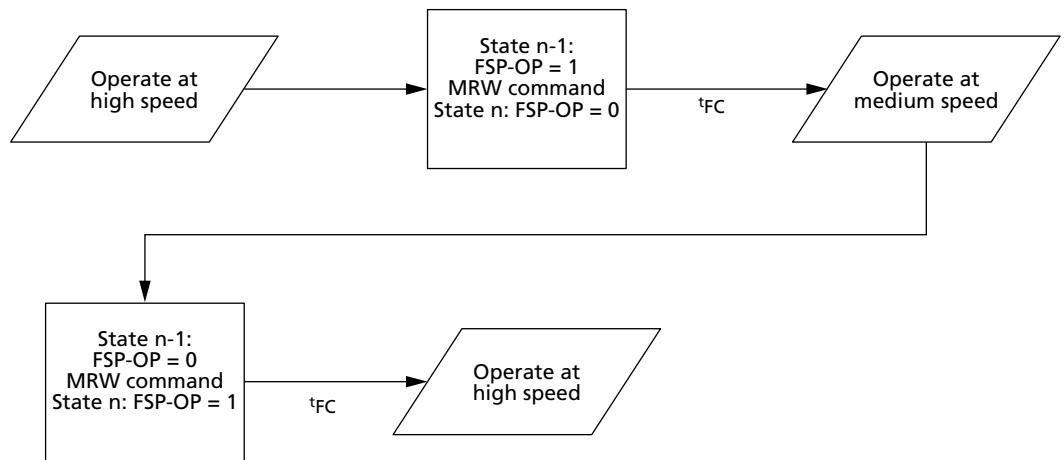 Operate at
high speed
State n-1:
FSP-OP = 1
MRW command
State n: FSP-OP = 0
tFC
Operate at
medium speed
State n-1:
FSP-OP = 0
MRW command
State n: FSP-OP = 1
tFC
Operate at
high speed